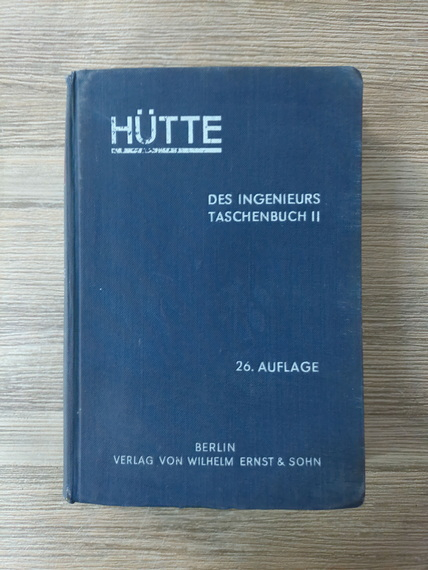 HÜTTE
DES INGENIEURS
TASCHENBUCH II
26. AUFLAGE
BERLIN
VERLAG VON WILHELM ERNST & SOHN